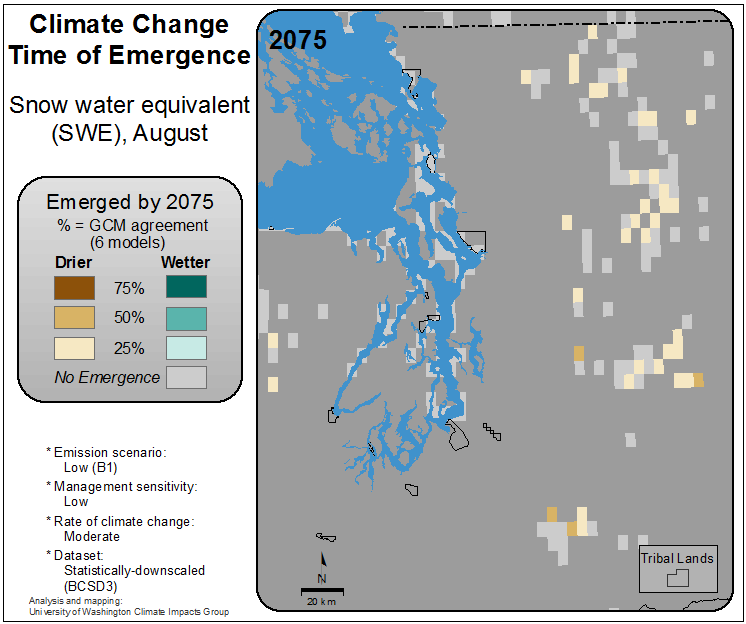 Climate Change
Time of Emergence
Snow water equivalent
(SWE), August
Emerged by 2075
% = GCM agreement
(6 models)
Drier Wetter
75%
50%
25%
No Emergence
* Emission scenario:
Low (B1)
* Management sensitivity:
Low
* Rate of climate change:
Moderate
* Dataset:
Statistically-downscaled
(BCSD3)
Analysis and mapping:
University of Washington Climate Impacts Group
2075
N
20 km
Tribal Lands